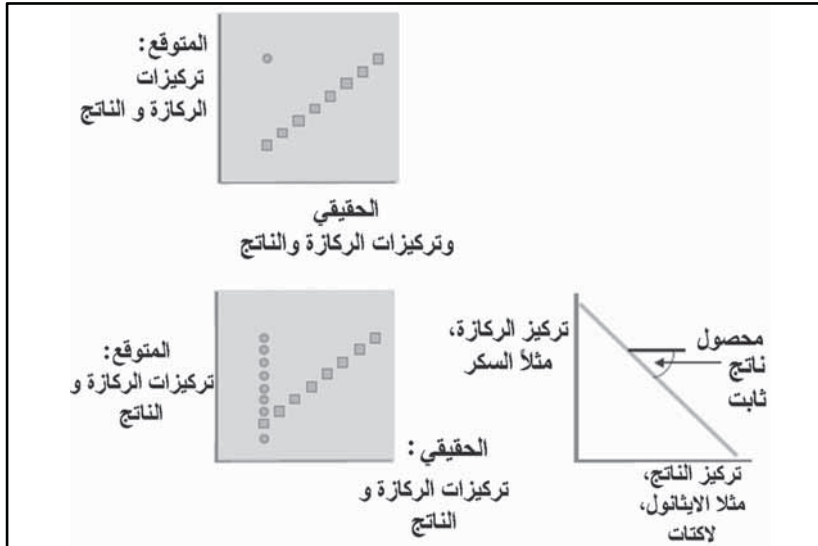 المتوقع:
تركيزات
الركازة و الناتج
الحقيقي
وتركيزات الركازة والناتج
المتوقع:
تركيزات الركازة و
الناتج
الحقيقي:
تركيزات الركازة و
الناتج
تركيز الركازة،
مثلاً السكر
محصول
ناتج
ثابت
تركيز الناتج،
مثلا الايثانول،
لاكتات